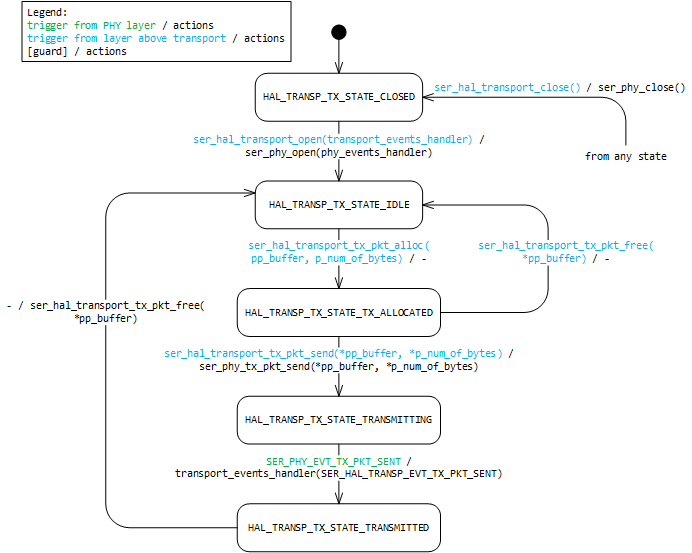 Legend:
trigger from PHY layer / actions
trigger from layer above transport / actions
[guard] / actions
HAL_TRANSP_TX_STATE_CLOSED
ser_hal_transport_close() / ser_phy_close()
from any state
ser_hal_transport_open(transport_events_handler) /
ser_phy_open(phy_events_handler)
HAL_TRANSP_TX_STATE_IDLE
ser_hal_transport_tx_pkt_alloc(
pp_buffer, p_num_of_bytes) / -
ser_hal_transport_tx_pkt_free(
*pp_buffer) / -
- / ser_hal_transport_tx_pkt_free(
*pp_buffer)
HAL_TRANSP_TX_STATE_TX_ALLOCATED
ser_hal_transport_tx_pkt_send(*pp_buffer, *p_num_of_bytes) /
ser_phy_tx_pkt_send(*pp_buffer, *p_num_of_bytes)
HAL_TRANSP_TX_STATE_TRANSMITTING
SER_PHY_EVT_TX_PKT_SENT /
transport_events_handler(SER_HAL_TRANSP_EVT_TX_PKT_SENT)
HAL_TRANSP_TX_STATE_TRANSMITTED